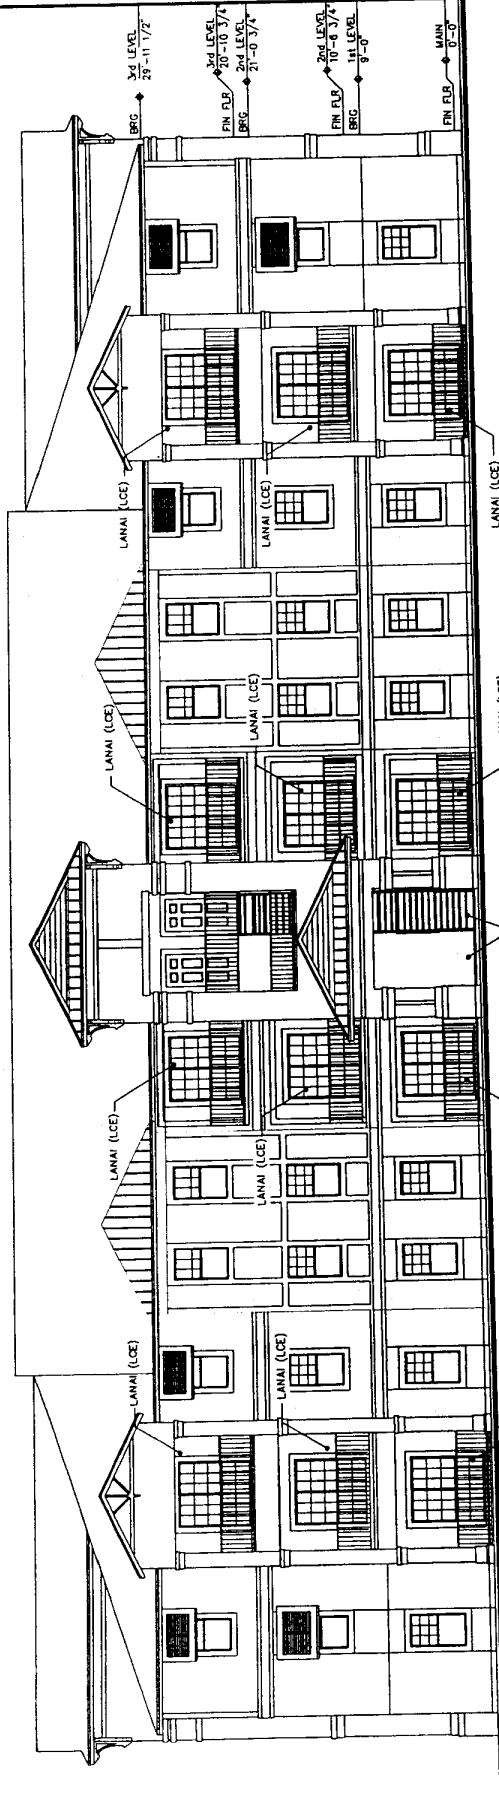 BRG 3rd LEVEL
29'-11 1/2"
3rd LEVEL
FIN FLR 20'-10 3/4"
BRG 2nd LEVEL
21'-0 3/4"
2nd LEVEL
FIN FLR 10'-6 3/4"
BRG 1st LEVEL
9'-0"
FIN FLR MAIN
0'-0"
LANAI (LCE)
LANAI (LCE)
LANAI (LCE)
LANAI (LCE)
LANAI (LCE)
LANAI (LCE)
LANAI (LCE)
LANAI (LCE)
LANAI (LCE)